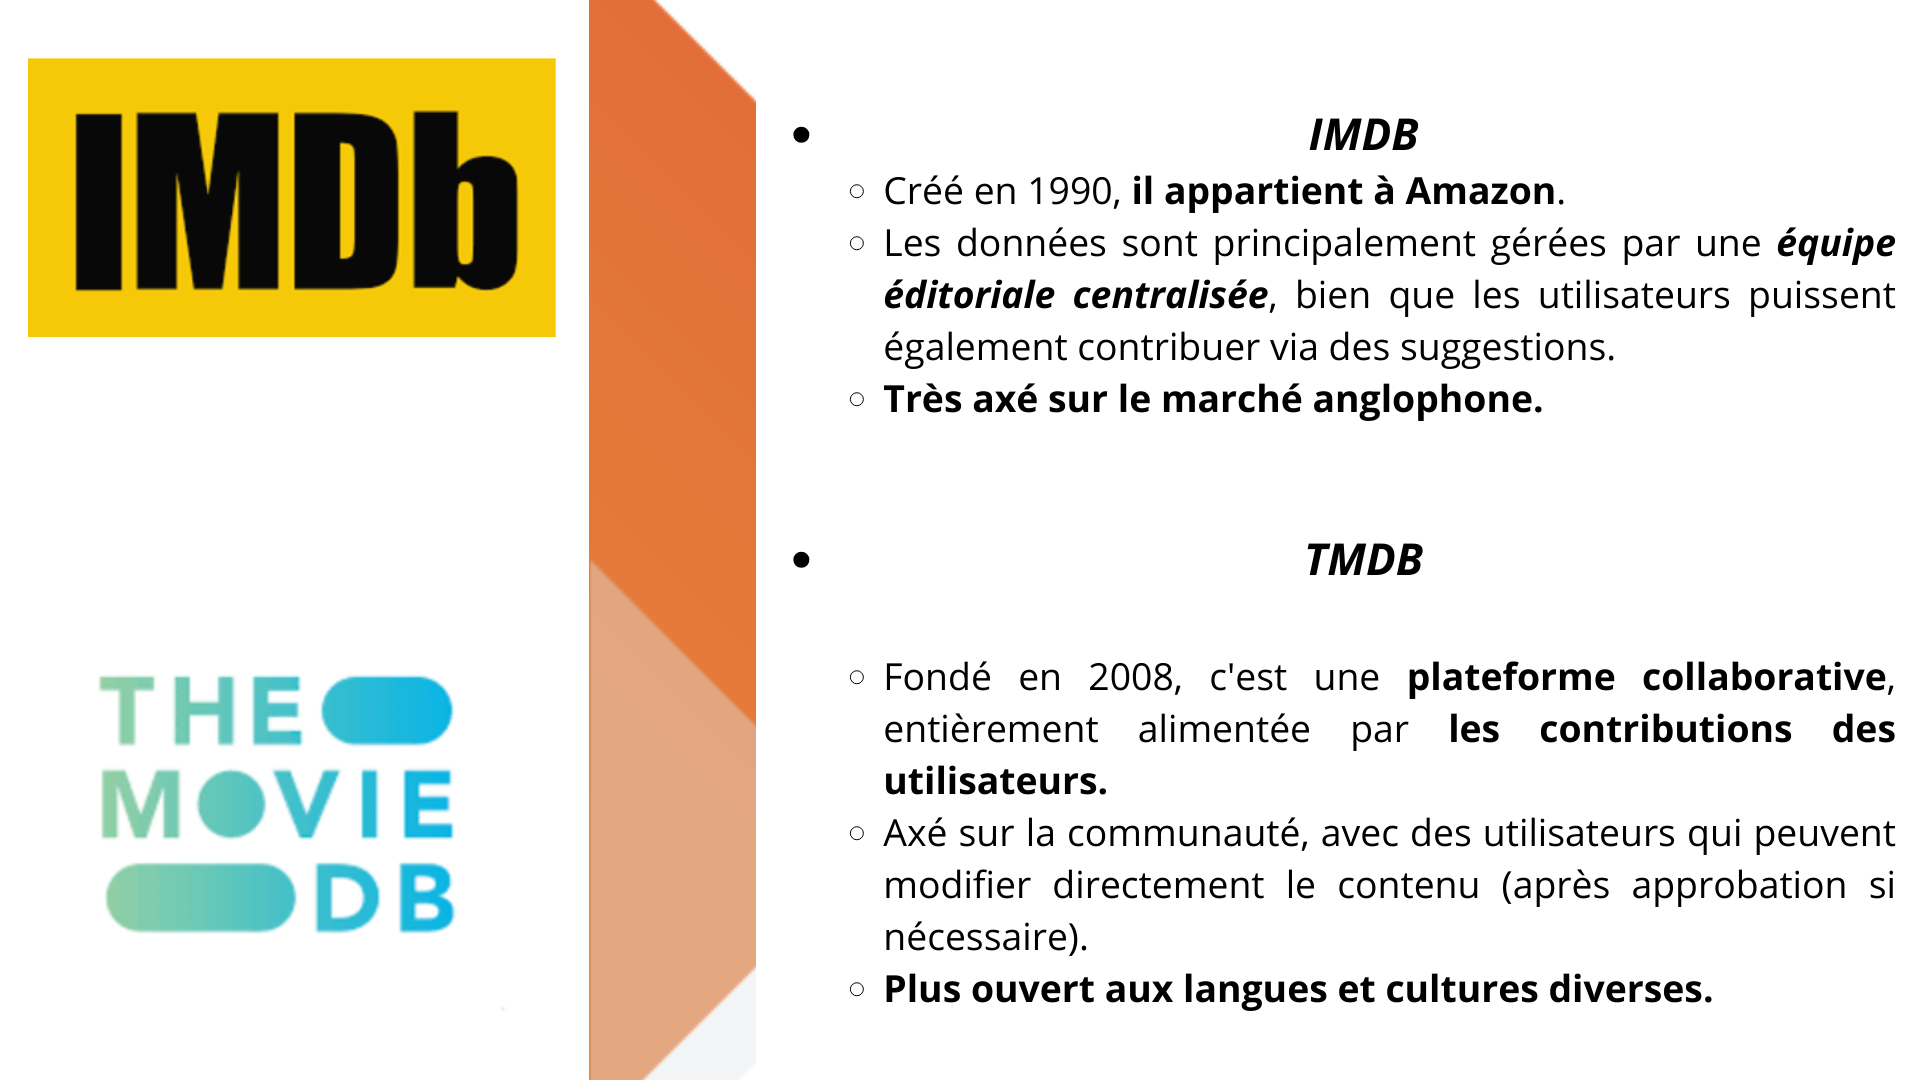 IMDb
IMDB
Créé en 1990, il appartient à Amazon.
Les données sont principalement gérées par une équipe
éditoriale centralisée, bien que les utilisateurs puissent
également contribuer via des suggestions.
Très axé sur le marché anglophone.
THE
MOVIE
DB
TMDB
Fondé en 2008, c'est une plateforme collaborative,
entièrement alimentée par les contributions des
utilisateurs.
Axé sur la communauté, avec des utilisateurs qui peuvent
modifier directement le contenu (après approbation si
nécessaire).
Plus ouvert aux langues et cultures diverses.